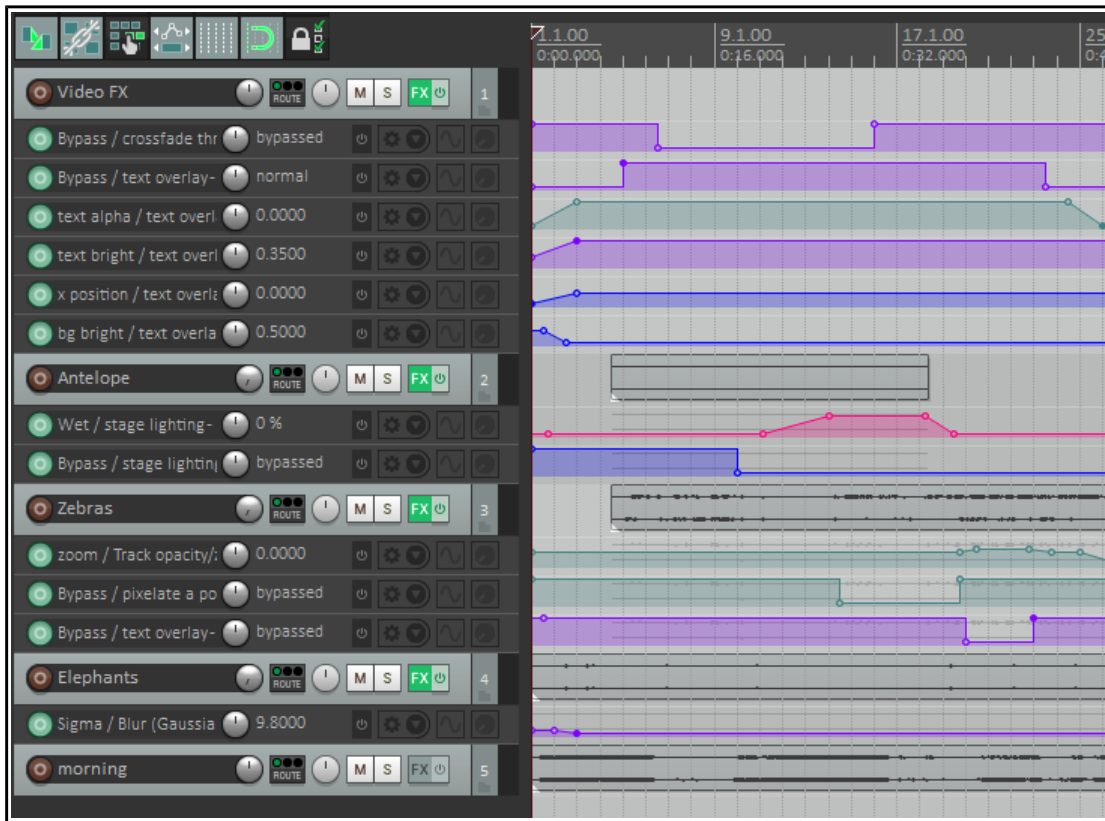 1.1.00 9.1.00 17.1.00 25
0:00.000 0:16.000 0:32.000 0:4
Video FX ROUTE M S FX 1
Bypass / crossfade thr bypassed
Bypass / text overlay- normal
text alpha / text overl 0.0000
text bright / text overl 0.3500
x position / text overla 0.0000
bg bright / text overla 0.5000
Antelope ROUTE M S FX 2
Wet / stage lighting- 0 %
Bypass / stage lighting bypassed
Zebras ROUTE M S FX 3
zoom / Track opacity/z 0.0000
Bypass / pixelate a po bypassed
Bypass / text overlay- bypassed
Elephants ROUTE M S FX 4
Sigma / Blur (Gaussia 9.8000
morning ROUTE M S FX 5